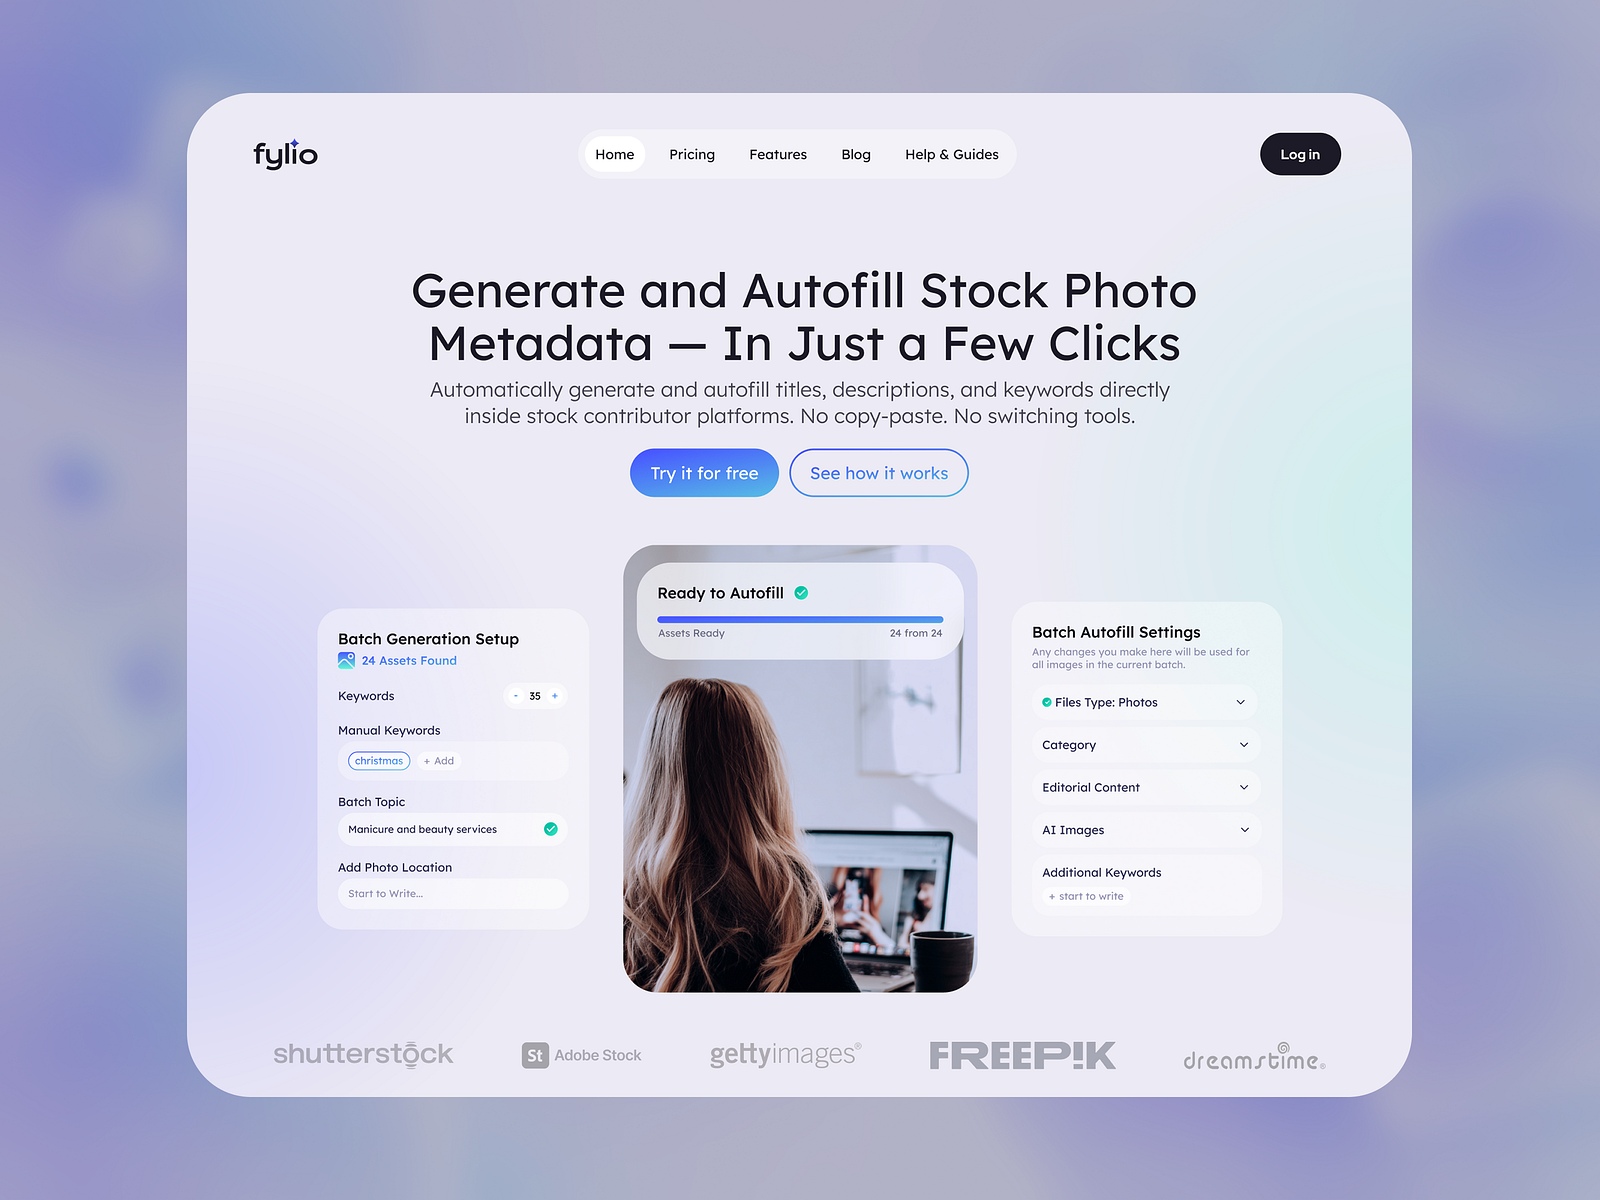 fylio
Home
Pricing
Features
Blog
Help & Guides
Log in
Generate and Autofill Stock Photo
Metadata — In Just a Few Clicks
Automatically generate and autofill titles, descriptions, and keywords directly
inside stock contributor platforms. No copy-paste. No switching tools.
Try it for free
See how it works
Batch Generation Setup
24 Assets Found
Keywords
- 35 +
Manual Keywords
christmas
+ Add
Batch Topic
Manicure and beauty services
Add Photo Location
Start to Write...
Ready to Autofill
Assets Ready
24 from 24
Batch Autofill Settings
Any changes you make here will be used for
all images in the current batch.
Files Type: Photos
Category
Editorial Content
AI Images
Additional Keywords
+ start to write
shutterstock
St Adobe Stock
gettyimages®
FREEP!K
dreamstime®